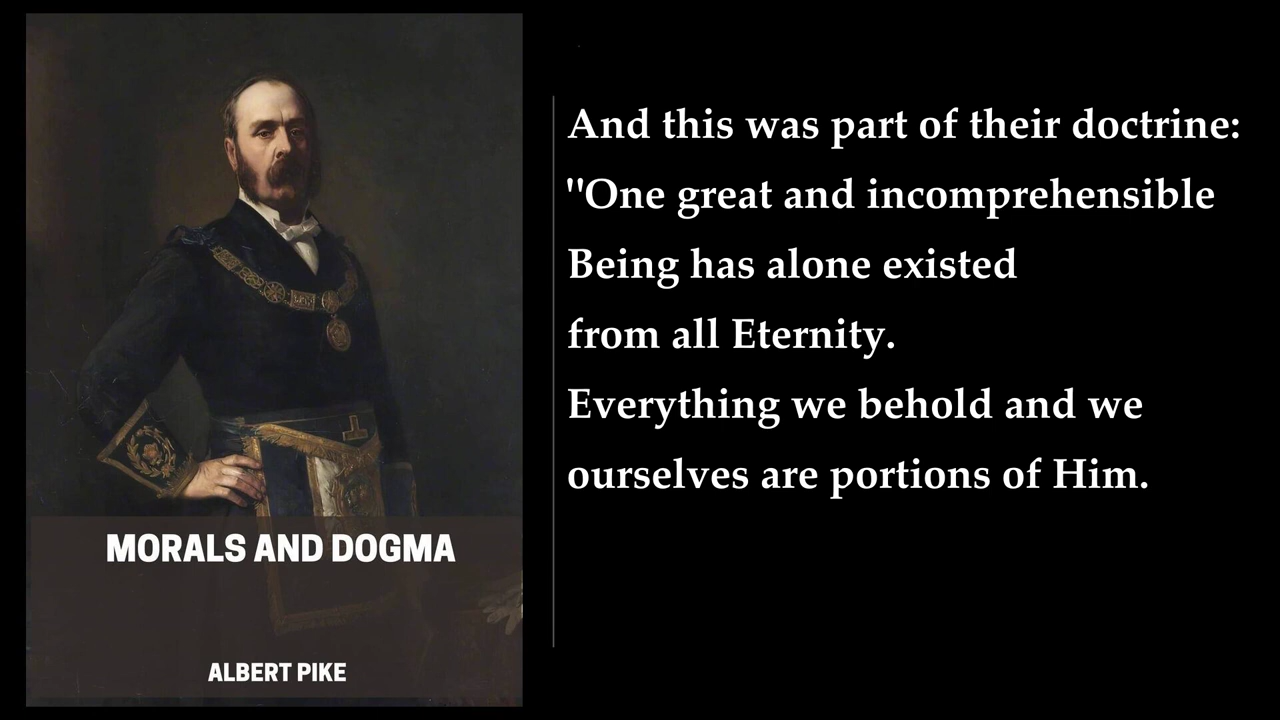 MORALS AND DOGMA
ALBERT PIKE
And this was part of their doctrine:
"One great and incomprehensible
Being has alone existed
from all Eternity.
Everything we behold and we
ourselves are portions of Him.